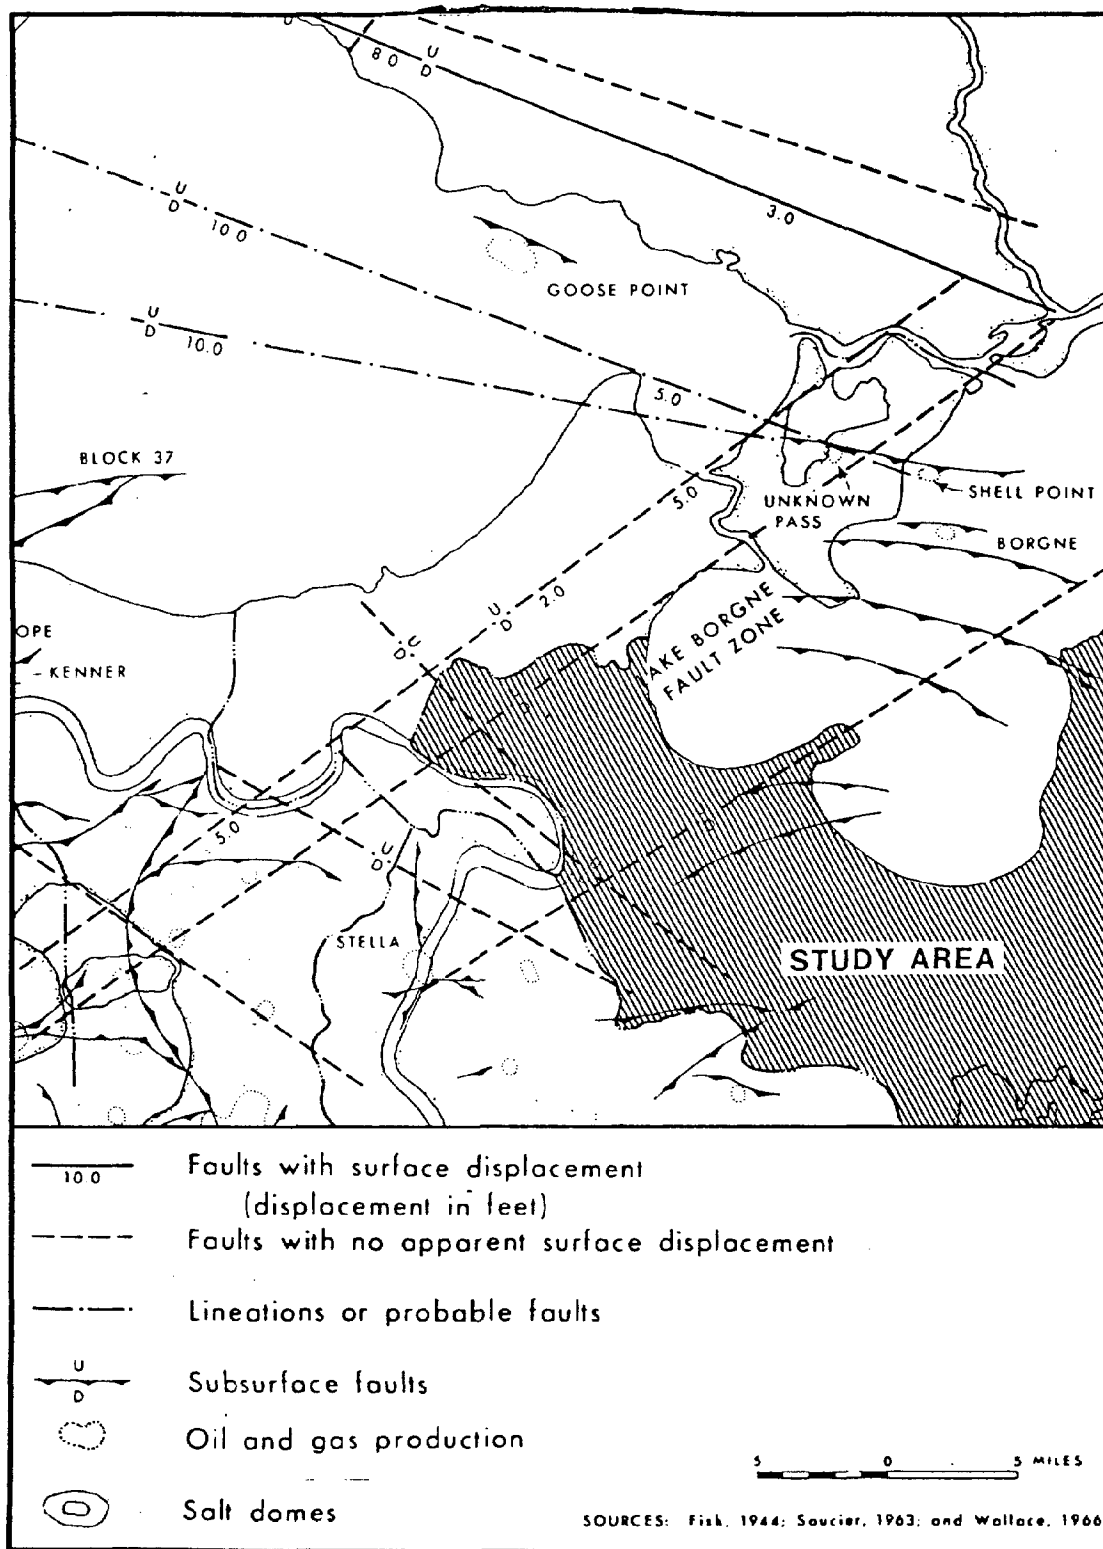 U
8.0 D
3.0
U
D 10.0
GOOSE POINT
U
D 10.0
5.0
BLOCK 37
5.0
UNKNOWN
PASS
SHELL POINT
BORGNE
U
D 2.0
LAKE BORGNE
FAULT ZONE
U
D
OPE
KENNER
5.0
U
D
D
STELLA
STUDY AREA
10.0 Faults with surface displacement
(displacement in feet)
Faults with no apparent surface displacement
Lineations or probable faults
U
D
Subsurface faults
Oil and gas production
Salt domes
5 0 5 MILES
SOURCES: Fisk, 1944; Saucier, 1963; and Wallace, 1966